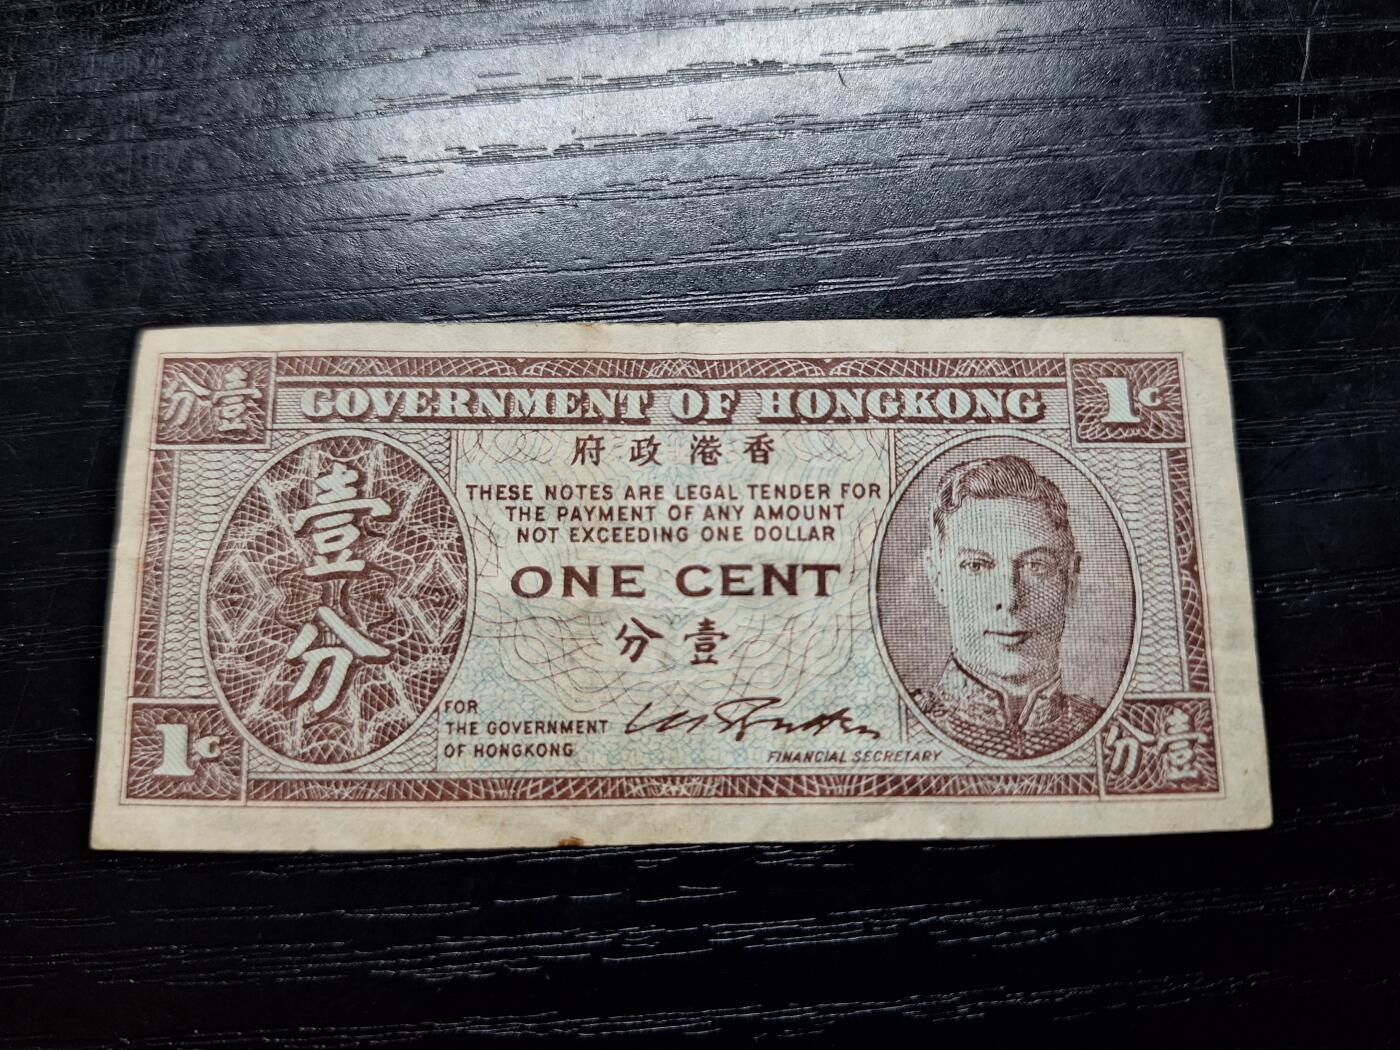 分壹
GOVERNMENT OF HONGKONG
1c
府政港香
THESE NOTES ARE LEGAL TENDER FOR
THE PAYMENT OF ANY AMOUNT
NOT EXCEEDING ONE DOLLAR
壹分
ONE CENT
分壹
FOR
THE GOVERNMENT
OF HONGKONG
FINANCIAL SECRETARY
1c
分壹